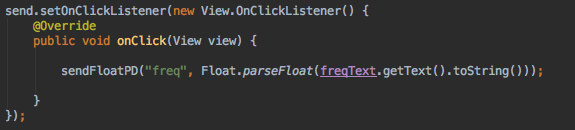 send.setOnClickListener(new View.OnClickListener() {
@Override
public void onClick(View view) {
sendFloatPD("freq", Float.parseFloat(freqText.getText().toString()));
}
});